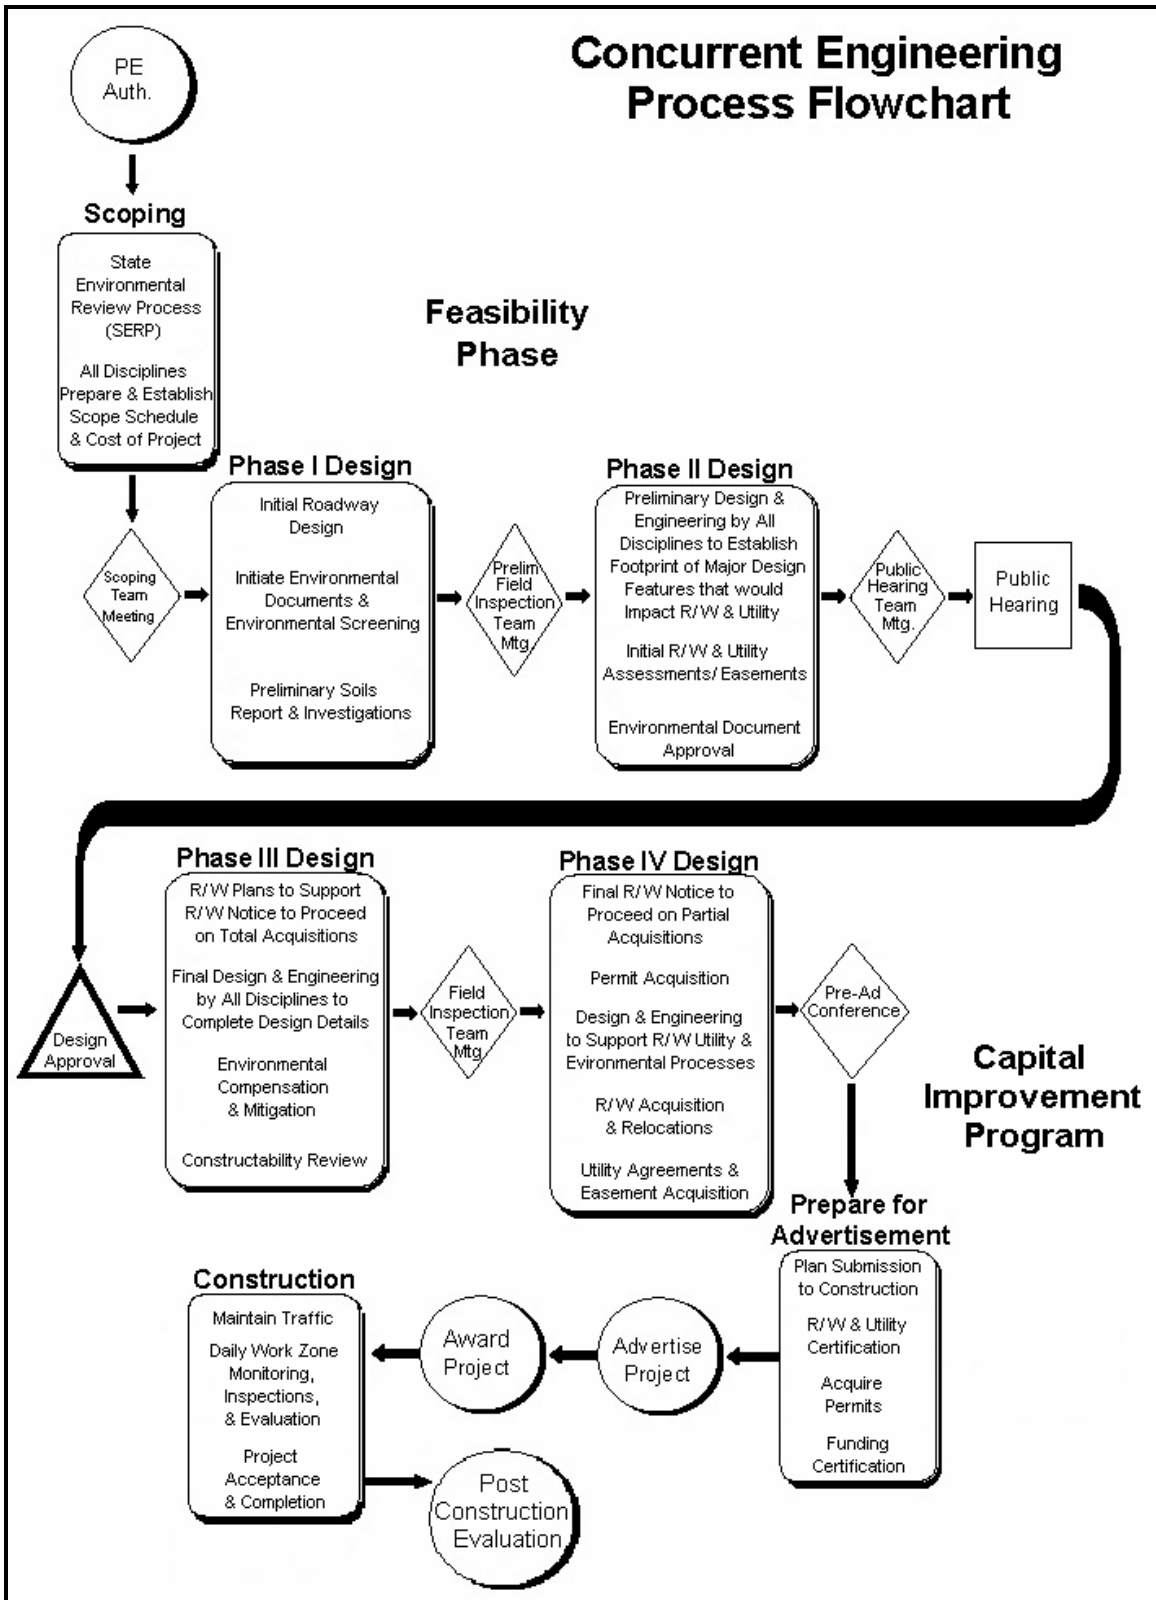 Concurrent Engineering
Process Flowchart
PE
Auth.
Scoping
State
Environmental
Review Process
(SERP)
All Disciplines
Prepare & Establish
Scope Schedule
& Cost of Project
Feasibility
Phase
Scoping
Team
Meeting
Phase I Design
Initial Roadway
Design
Initiate Environmental
Documents &
Environmental Screening
Preliminary Soils
Report & Investigations
Prelim
Field
Inspection
Team
Mtg.
Phase II Design
Preliminary Design &
Engineering by All
Disciplines to Establish
Footprint of Major Design
Features that would
Impact R/W & Utility
Initial R/W & Utility
Assessments/Easements
Environmental Document
Approval
Public
Hearing
Team
Mtg.
Public
Hearing
Design
Approval
Phase III Design
R/W Plans to Support
R/W Notice to Proceed
on Total Acquisitions
Final Design & Engineering
by All Disciplines to
Complete Design Details
Environmental
Compensation
& Mitigation
Constructability Review
Field
Inspection
Team
Mtg.
Phase IV Design
Final R/W Notice to
Proceed on Partial
Acquisitions
Permit Acquisition
Design & Engineering
to Support R/W Utility &
Evironmental Processes
R/W Acquisition
& Relocations
Utility Agreements &
Easement Acquisition
Pre-Ad
Conference
Capital
Improvement
Program
Prepare for
Advertisement
Plan Submission
to Construction
R/W & Utility
Certification
Acquire
Permits
Funding
Certification
Advertise
Project
Award
Project
Construction
Maintain Traffic
Daily Work Zone
Monitoring,
Inspections,
& Evaluation
Project
Acceptance
& Completion
Post
Construction
Evaluation